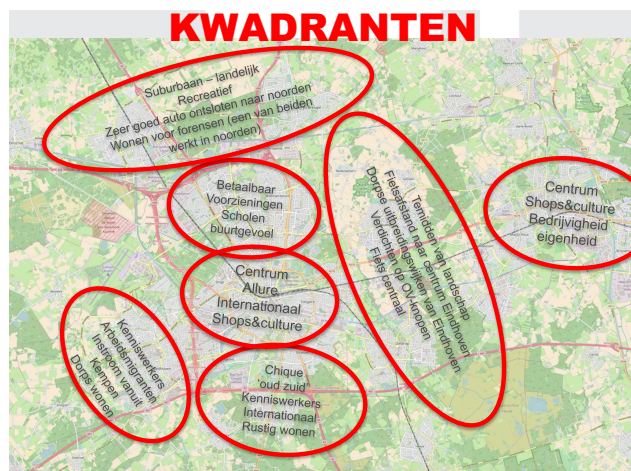 KWADRANTEN
Suburbaan – landelijk
Recreatief
Zeer goed auto ontsloten naar noorden
Wonen voor forensen (een van beiden
werkt in noorden)
Betaalbaar
Voorzieningen
Scholen
buurtgevoel
Temidden van landschap
Fietsafstand naar centrum Eindhoven
Dorpse uitbreidingswijken van Eindhoven
Verdichten op OV-knopen
Fiets centraal
Centrum
Shops&culture
Bedrijvigheid
eigenheid
Centrum
Allure
Internationaal
Shops&culture
Kenniswerkers
Arbeidsmigranten
Instroom vanuit
Kempen
Dorps wonen
Chique
'oud zuid'
Kenniswerkers
Internationaal
Rustig wonen